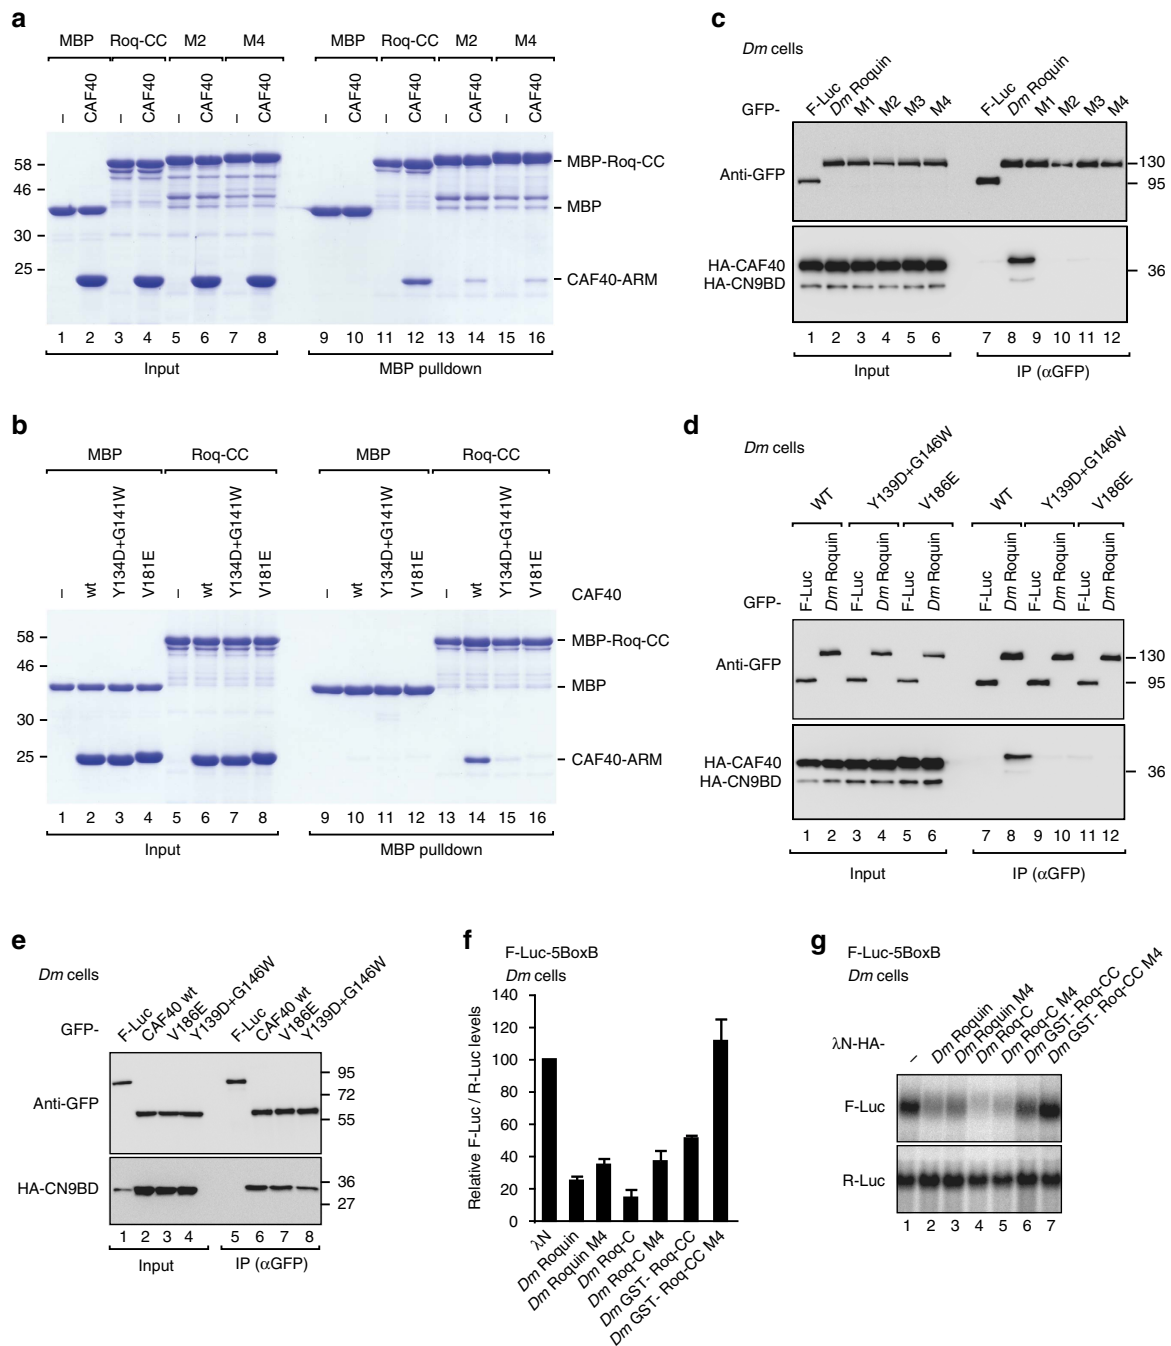 a
MBP Roq-CC M2 M4 MBP Roq-CC M2 M4
– CAF40 – CAF40 – CAF40 – CAF40 – CAF40 – CAF40 – CAF40 – CAF40
58
46
30
25
MBP-Roq-CC
MBP
CAF40-ARM
1 2 3 4 5 6 7 8 9 10 11 12 13 14 15 16
Input MBP pulldown
b
MBP Roq-CC MBP Roq-CC
– wt Y134D+G141W V181E – wt Y134D+G141W V181E – wt Y134D+G141W V181E – wt Y134D+G141W V181E CAF40
58
46
30
25
MBP-Roq-CC
MBP
CAF40-ARM
1 2 3 4 5 6 7 8 9 10 11 12 13 14 15 16
Input MBP pulldown
c
Dm cells
GFP- F-Luc Dm Roquin M1 M2 M3 M4 F-Luc Dm Roquin M1 M2 M3 M4
Anti-GFP
130
95
HA-CAF40
HA-CN9BD
36
1 2 3 4 5 6 7 8 9 10 11 12
Input IP (αGFP)
d
Dm cells
WT Y139D+G146W V186E WT Y139D+G146W V186E
GFP- F-Luc Dm Roquin F-Luc Dm Roquin F-Luc Dm Roquin F-Luc Dm Roquin F-Luc Dm Roquin F-Luc Dm Roquin
Anti-GFP
130
95
HA-CAF40
HA-CN9BD
36
1 2 3 4 5 6 7 8 9 10 11 12
Input IP (αGFP)
e
Dm cells
GFP- F-Luc CAF40 wt V186E Y139D+G146W F-Luc CAF40 wt V186E Y139D+G146W
Anti-GFP
95
72
55
HA-CN9BD
36
27
1 2 3 4 5 6 7 8
Input IP (αGFP)
f
F-Luc-5BoxB
Dm cells
Relative F-Luc / R-Luc levels
140
120
100
80
60
40
20
0
λN
Dm Roquin
Dm Roquin M4
Dm Roq-C
Dm Roq-C M4
Dm GST- Roq-CC
Dm GST- Roq-CC M4
g
F-Luc-5BoxB
Dm cells
λN-HA- – Dm Roquin Dm Roquin M4 Dm Roq-C Dm Roq-C M4 Dm GST- Roq-CC Dm GST- Roq-CC M4
F-Luc
R-Luc
1 2 3 4 5 6 7